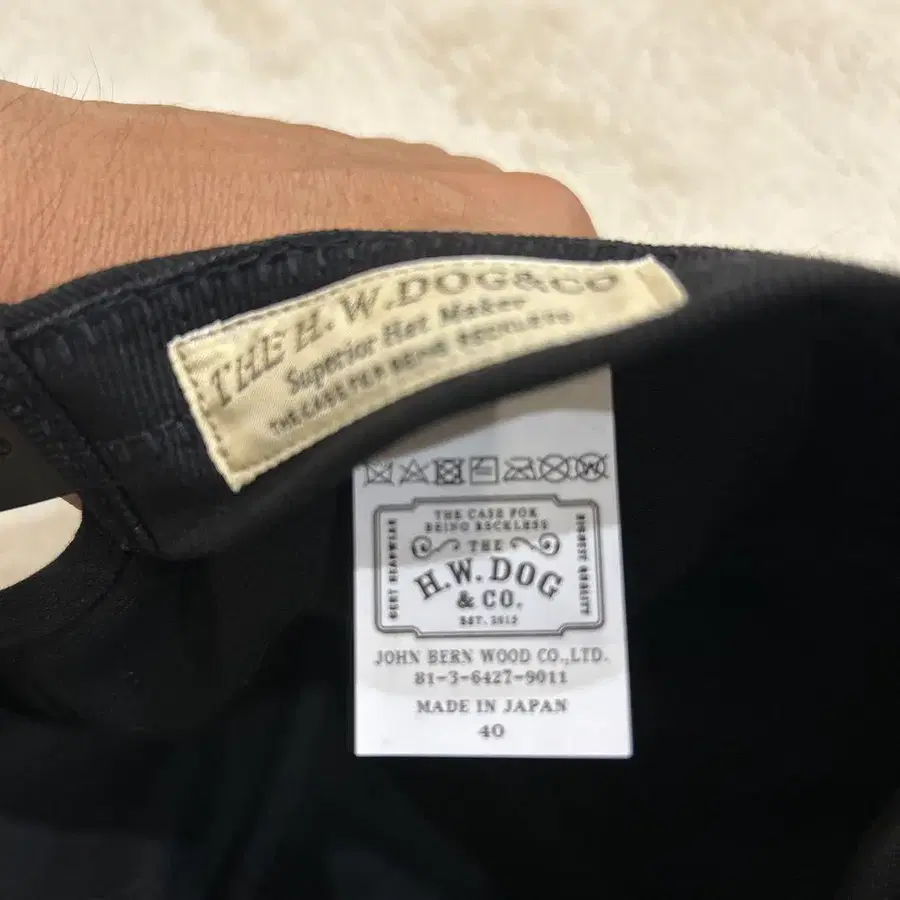 THE H.W.DOG&CO
Superior Hat Maker
THE CASE FOR BEING RECKLESS
THE CASE FOR
BEING RECKLESS
THE
H.W.DOG
& CO.
EST. 2012
BEST HEADWEAR
HIGHEST QUALITY
JOHN BERN WOOD CO.,LTD.
81-3-6427-9011
MADE IN JAPAN
40